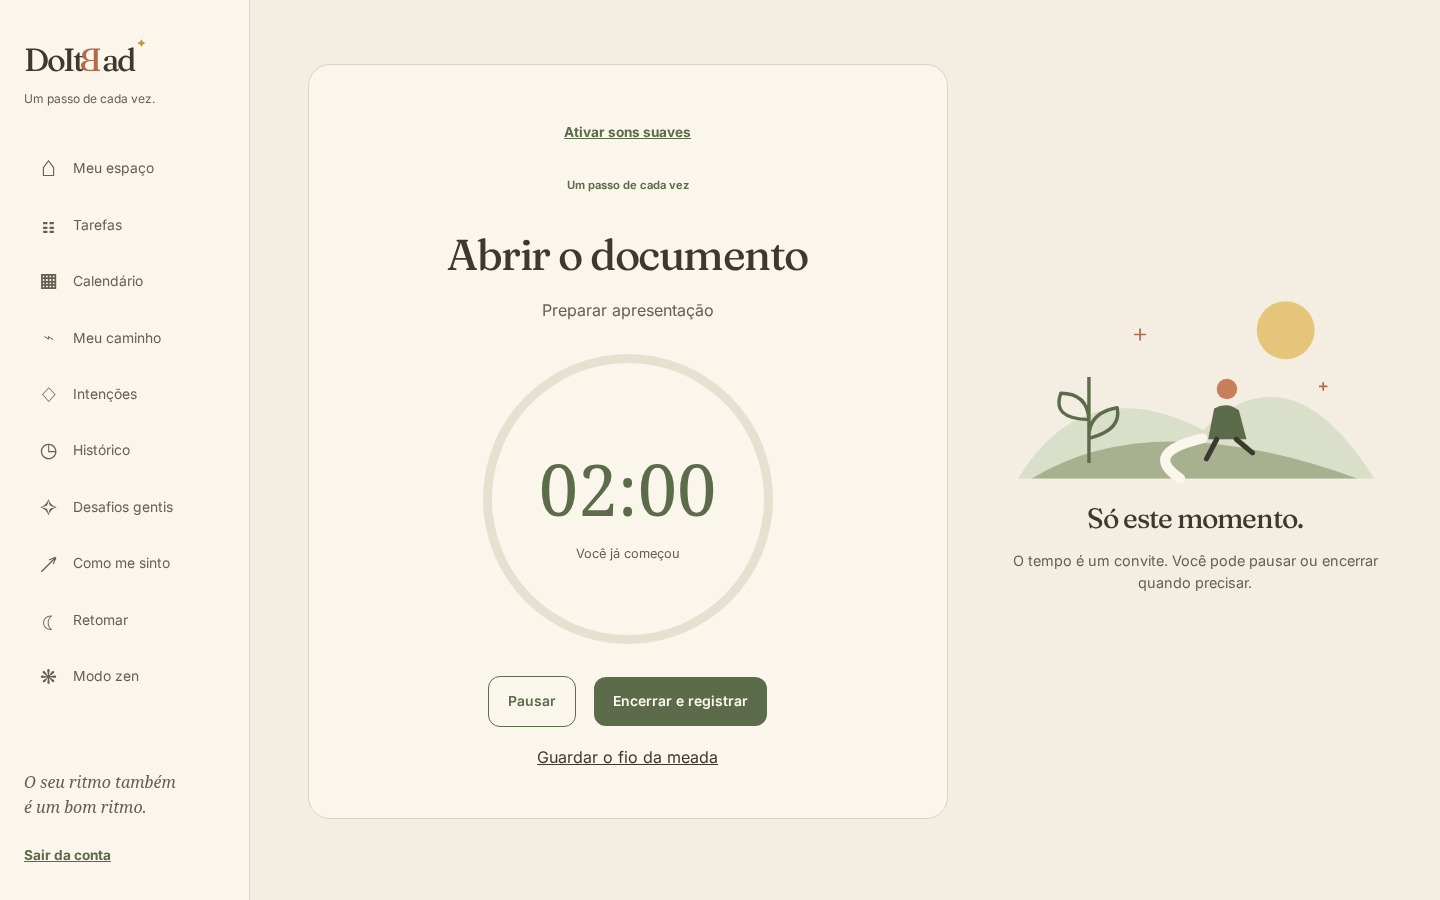 DoItBad
Um passo de cada vez.
Meu espaço
Tarefas
Calendário
Meu caminho
Intenções
Histórico
Desafios gentis
Como me sinto
Retomar
Modo zen
O seu ritmo também
é um bom ritmo.
Sair da conta
Ativar sons suaves
Um passo de cada vez
Abrir o documento
Preparar apresentação
02:00
Você já começou
Pausar
Encerrar e registrar
Guardar o fio da meada
Só este momento.
O tempo é um convite. Você pode pausar ou encerrar
quando precisar.